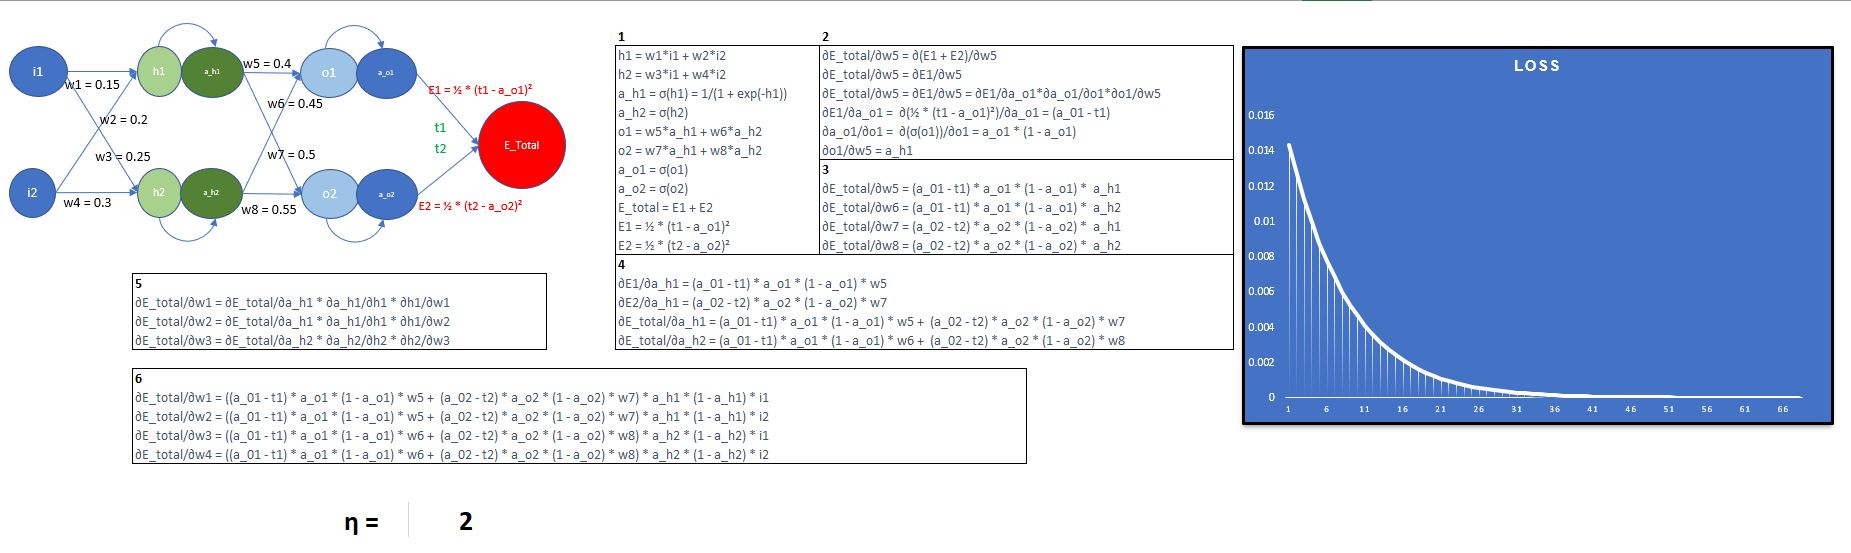 i1
h1
a_h1
w5 = 0.4
o1
a_o1
w1 = 0.15
E1 = ½ * (t1 - a_o1)²
w6 = 0.45
w2 = 0.2
t1
E_Total
t2
w3 = 0.25
w7 = 0.5
i2
h2
a_h2
o2
a_o2
w4 = 0.3
w8 = 0.55
E2 = ½ * (t2 - a_o2)²
1
h1 = w1*i1 + w2*i2
h2 = w3*i1 + w4*i2
a_h1 = σ(h1) = 1/(1 + exp(-h1))
a_h2 = σ(h2)
o1 = w5*a_h1 + w6*a_h2
o2 = w7*a_h1 + w8*a_h2
a_o1 = σ(o1)
a_o2 = σ(o2)
E_total = E1 + E2
E1 = ½ * (t1 - a_o1)²
E2 = ½ * (t2 - a_o2)²
2
∂E_total/∂w5 = ∂(E1 + E2)/∂w5
∂E_total/∂w5 = ∂E1/∂w5
∂E_total/∂w5 = ∂E1/∂w5 = ∂E1/∂a_o1*∂a_o1/∂o1*∂o1/∂w5
∂E1/∂a_o1 = ∂(½ * (t1 - a_o1)²)/∂a_o1 = (a_01 - t1)
∂a_o1/∂o1 = ∂(σ(o1))/∂o1 = a_o1 * (1 - a_o1)
∂o1/∂w5 = a_h1
3
∂E_total/∂w5 = (a_01 - t1) * a_o1 * (1 - a_o1) * a_h1
∂E_total/∂w6 = (a_01 - t1) * a_o1 * (1 - a_o1) * a_h2
∂E_total/∂w7 = (a_02 - t2) * a_o2 * (1 - a_o2) * a_h1
∂E_total/∂w8 = (a_02 - t2) * a_o2 * (1 - a_o2) * a_h2
4
∂E1/∂a_h1 = (a_01 - t1) * a_o1 * (1 - a_o1) * w5
∂E2/∂a_h1 = (a_02 - t2) * a_o2 * (1 - a_o2) * w7
∂E_total/∂a_h1 = (a_01 - t1) * a_o1 * (1 - a_o1) * w5 + (a_02 - t2) * a_o2 * (1 - a_o2) * w7
∂E_total/∂a_h2 = (a_01 - t1) * a_o1 * (1 - a_o1) * w6 + (a_02 - t2) * a_o2 * (1 - a_o2) * w8
5
∂E_total/∂w1 = ∂E_total/∂a_h1 * ∂a_h1/∂h1 * ∂h1/∂w1
∂E_total/∂w2 = ∂E_total/∂a_h1 * ∂a_h1/∂h1 * ∂h1/∂w2
∂E_total/∂w3 = ∂E_total/∂a_h2 * ∂a_h2/∂h2 * ∂h2/∂w3
6
∂E_total/∂w1 = ((a_01 - t1) * a_o1 * (1 - a_o1) * w5 + (a_02 - t2) * a_o2 * (1 - a_o2) * w7) * a_h1 * (1 - a_h1) * i1
∂E_total/∂w2 = ((a_01 - t1) * a_o1 * (1 - a_o1) * w5 + (a_02 - t2) * a_o2 * (1 - a_o2) * w7) * a_h1 * (1 - a_h1) * i2
∂E_total/∂w3 = ((a_01 - t1) * a_o1 * (1 - a_o1) * w6 + (a_02 - t2) * a_o2 * (1 - a_o2) * w8) * a_h2 * (1 - a_h2) * i1
∂E_total/∂w4 = ((a_01 - t1) * a_o1 * (1 - a_o1) * w6 + (a_02 - t2) * a_o2 * (1 - a_o2) * w8) * a_h2 * (1 - a_h2) * i2
η = 2
LOSS
0.016
0.014
0.012
0.01
0.008
0.006
0.004
0.002
0
1 6 11 16 21 26 31 36 41 46 51 56 61 66